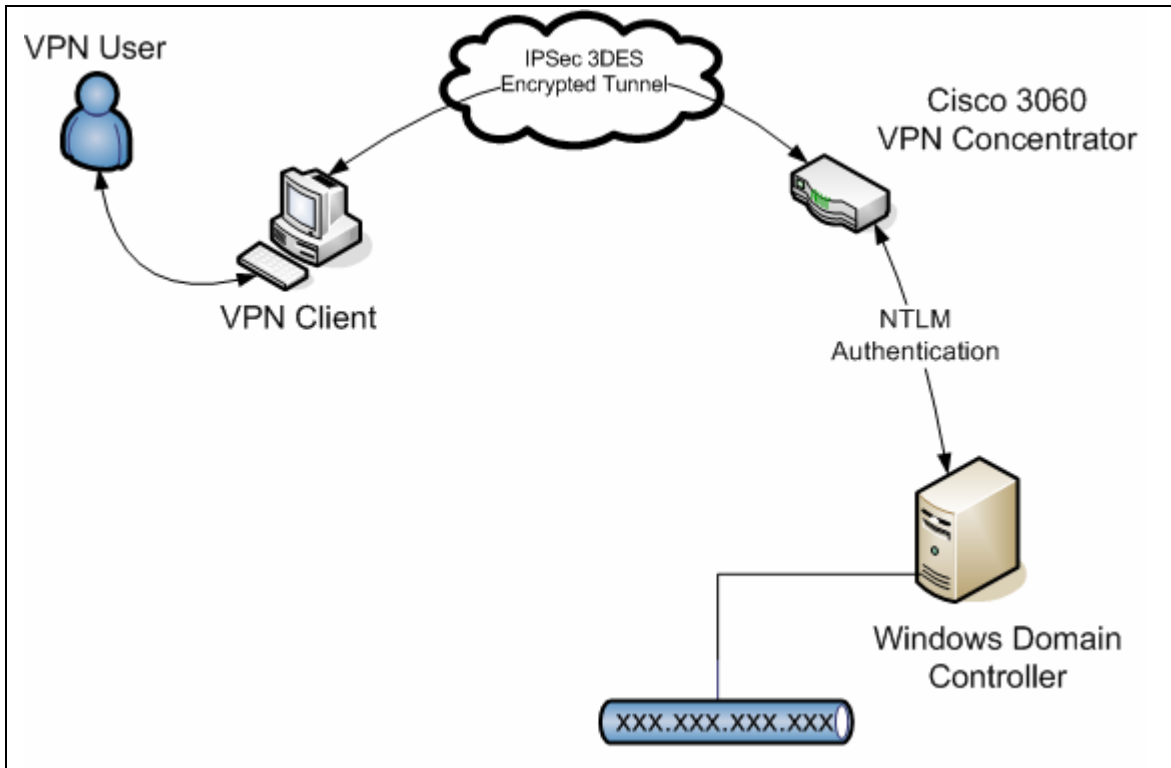 VPN User
IPSec 3DES
Encrypted Tunnel
Cisco 3060
VPN Concentrator
VPN Client
NTLM
Authentication
Windows Domain
Controller
xxx.xxx.xxx.xxx